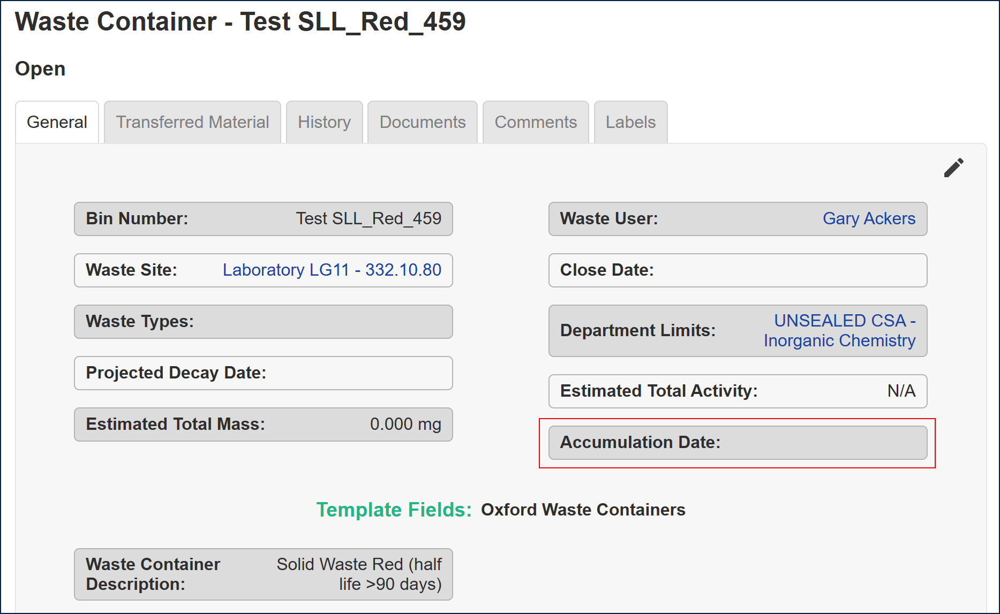 Waste Container - Test SLL_Red_459
Open
General Transferred Material History Documents Comments Labels
Bin Number: Test SLL_Red_459
Waste Site: Laboratory LG11 - 332.10.80
Waste Types:
Projected Decay Date:
Estimated Total Mass: 0.000 mg
Waste User: Gary Ackers
Close Date:
Department Limits: UNSEALED CSA -
Inorganic Chemistry
Estimated Total Activity: N/A
Accumulation Date:
Template Fields: Oxford Waste Containers
Waste Container Solid Waste Red (half
Description: life >90 days)